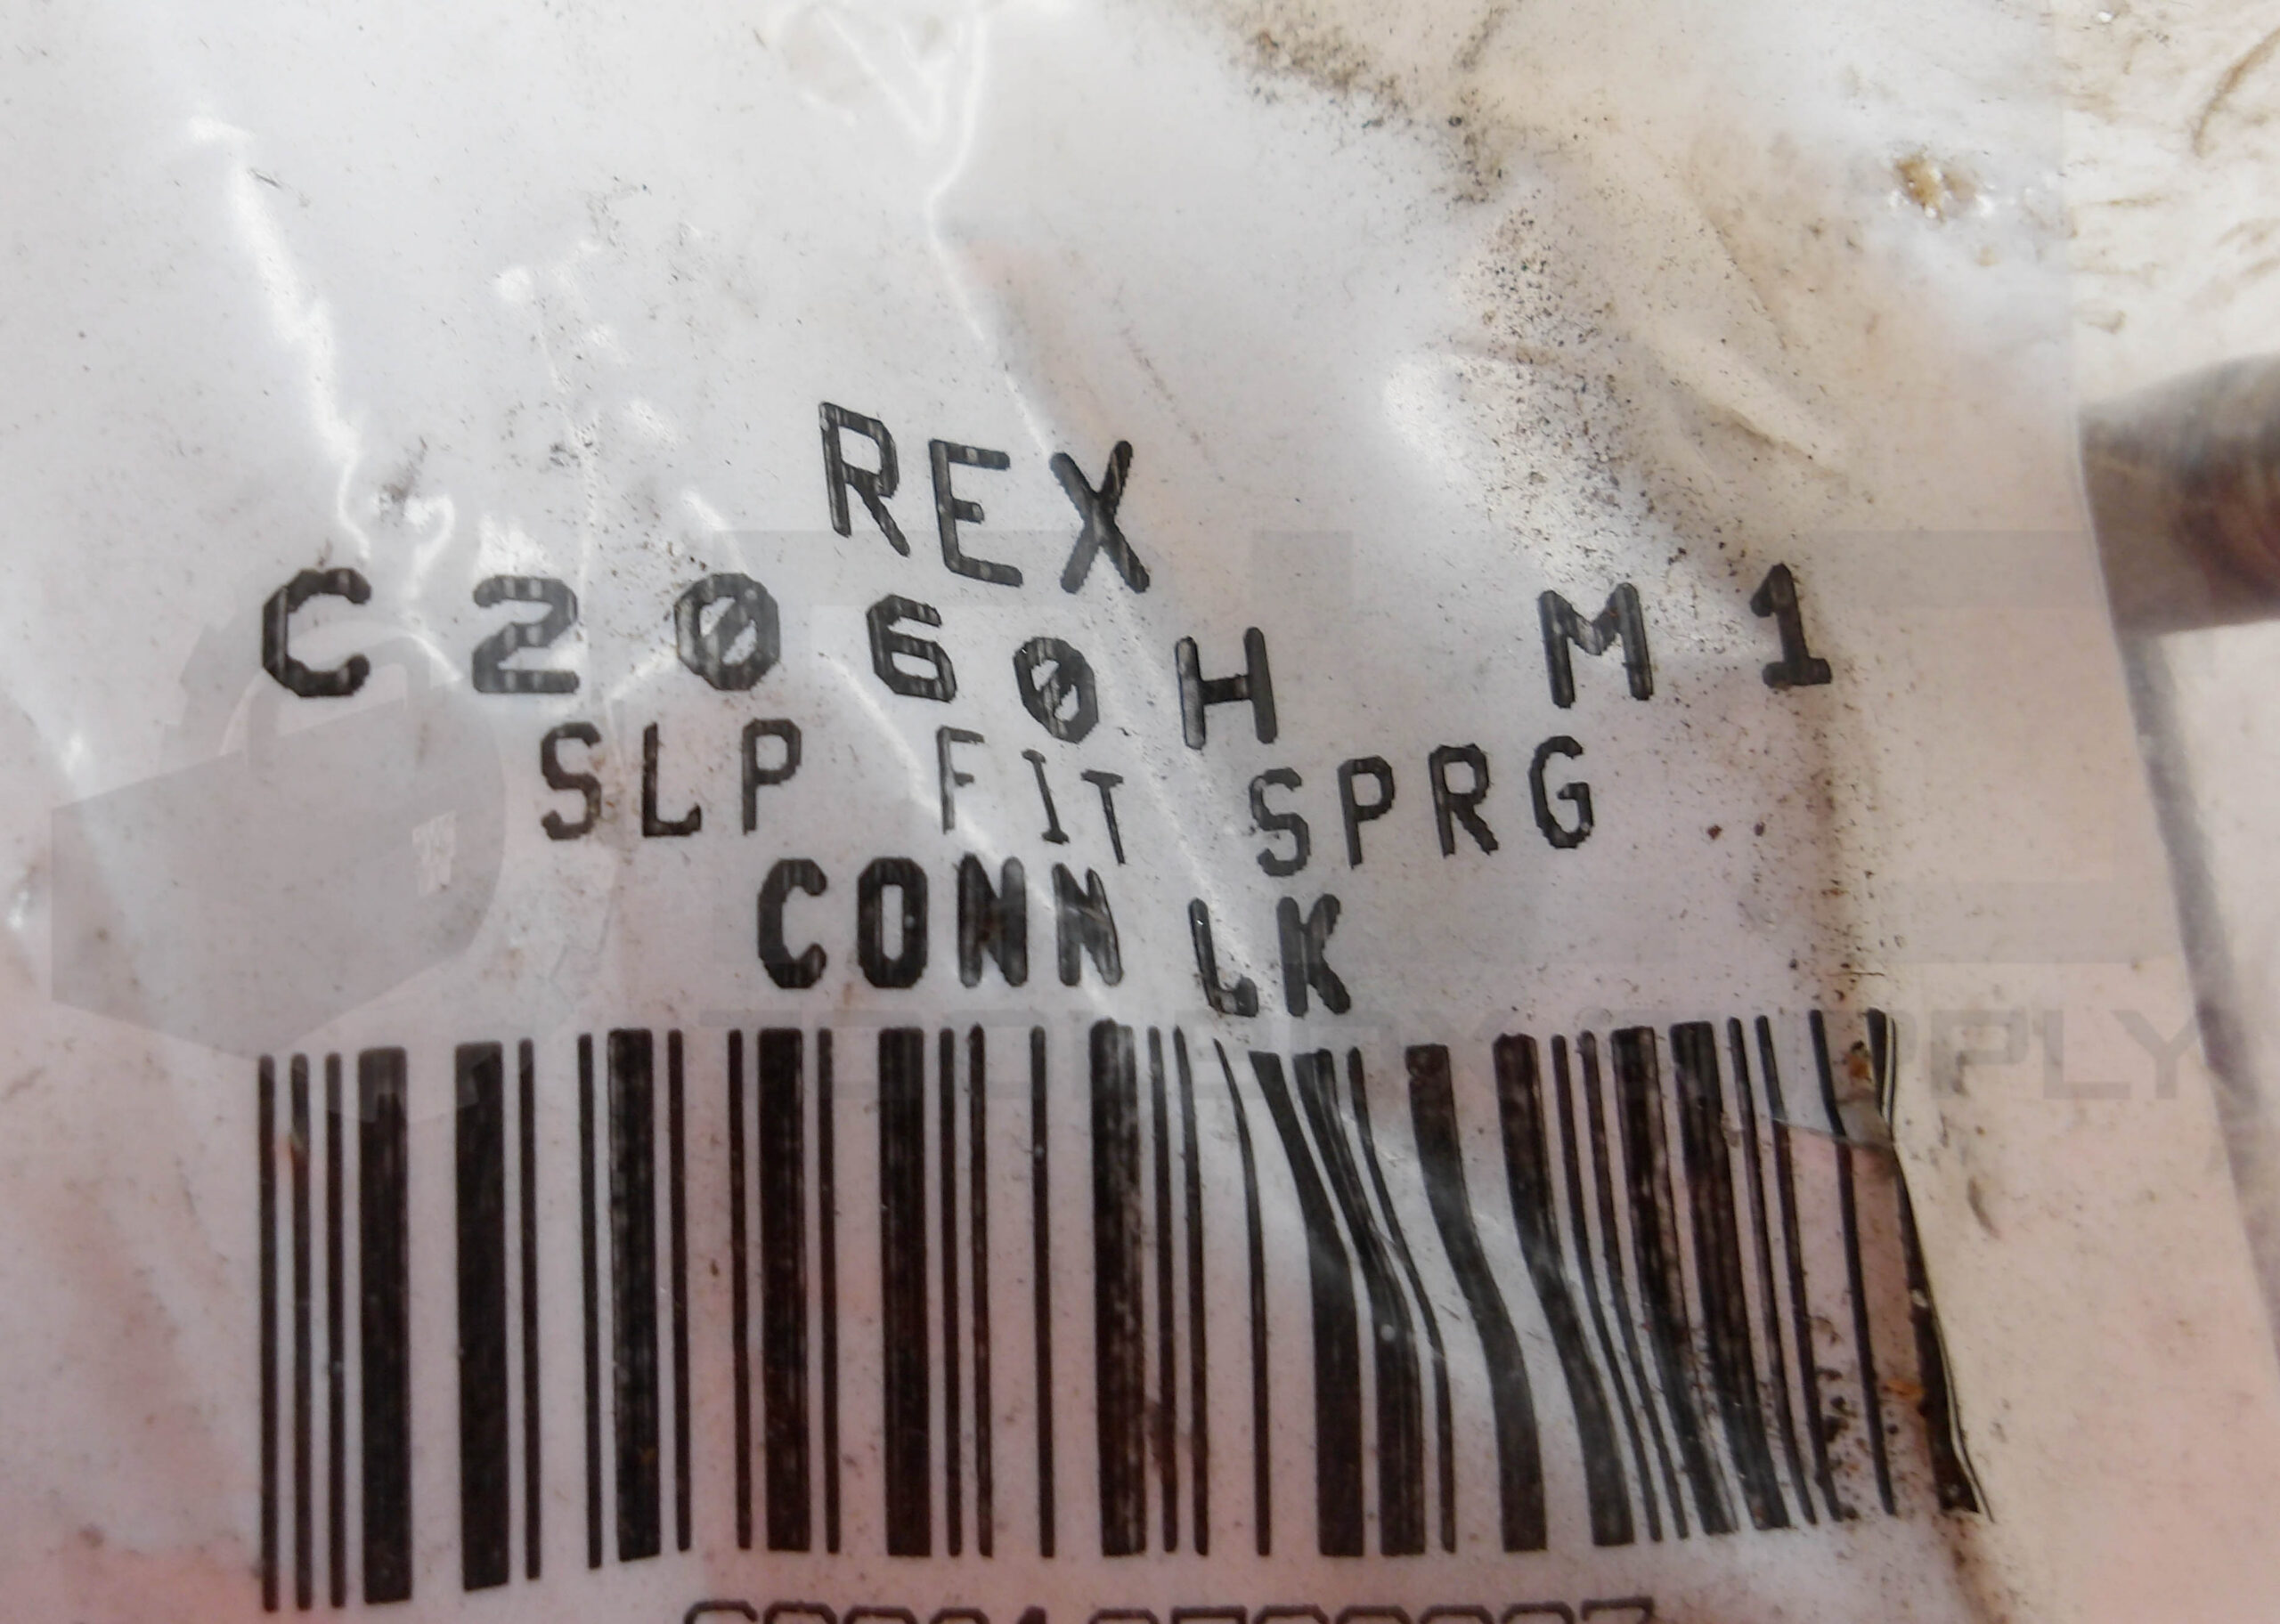 REX
C2060H M1
SLP FIT SPRG
CONN LK